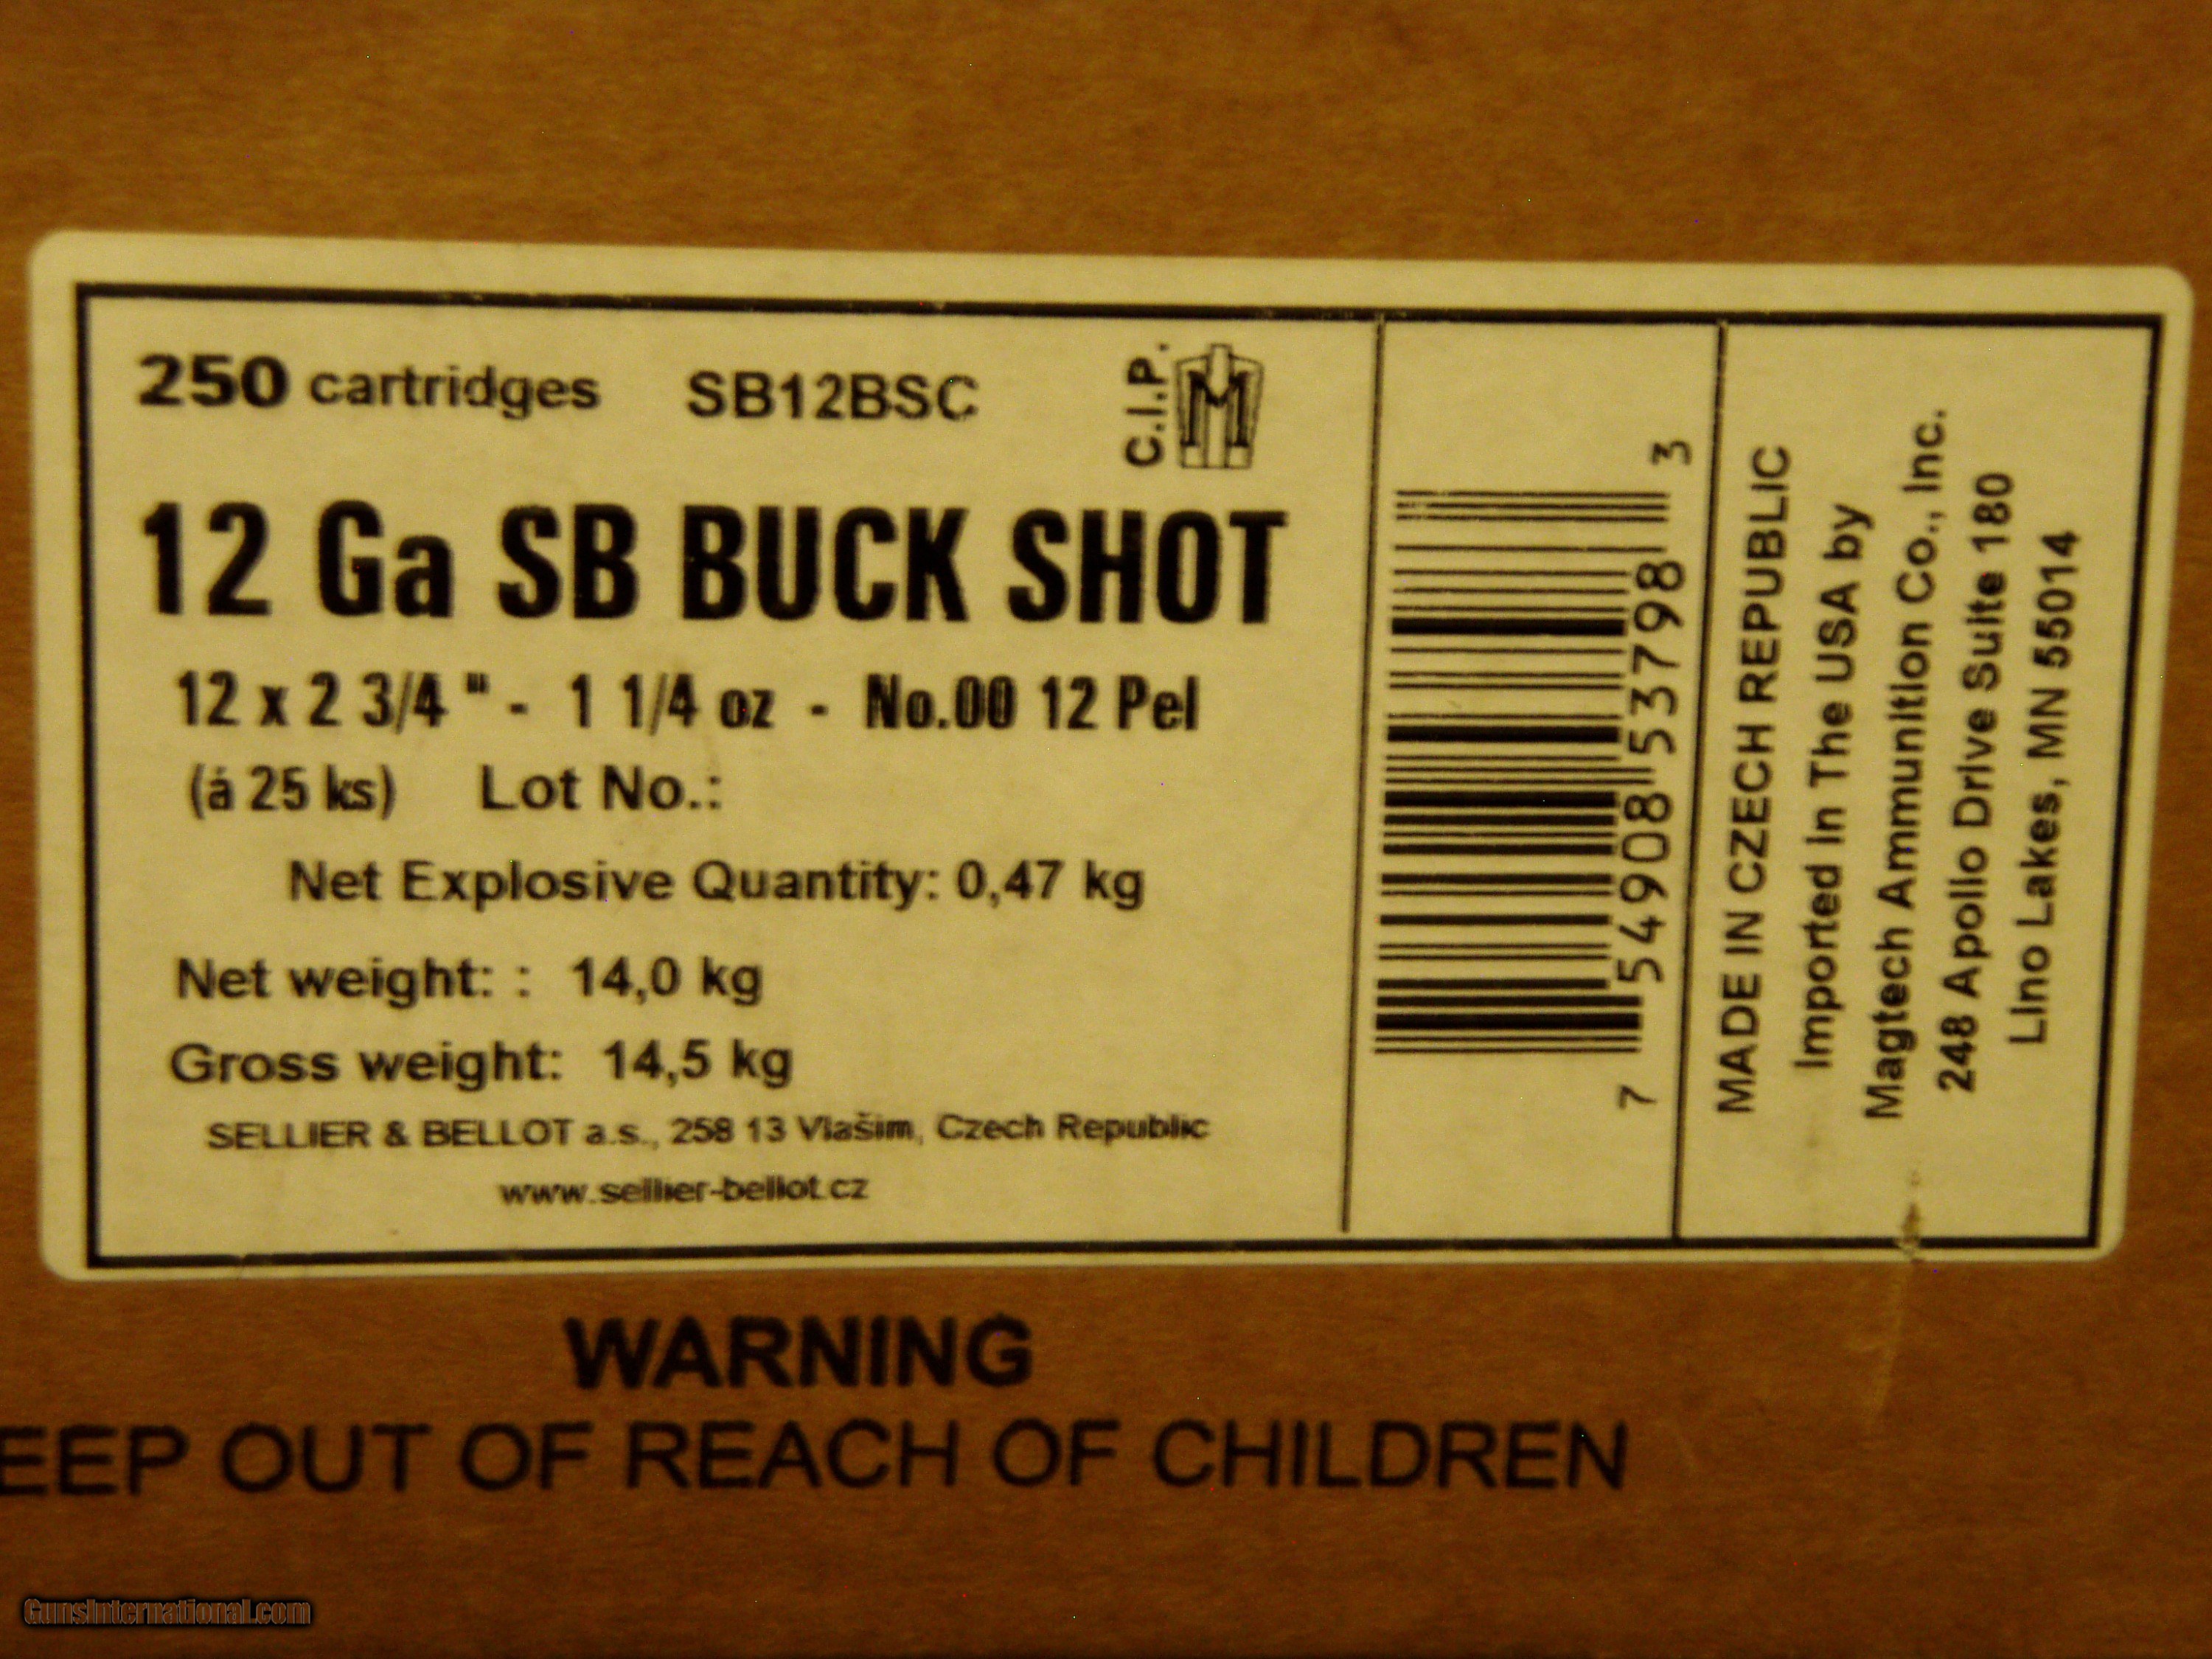 250 cartridges SB12BSC C.I.P.
12 Ga SB BUCK SHOT
12 x 2 3/4 " - 1 1/4 oz - No.00 12 Pel
(á 25 ks) Lot No.:
Net Explosive Quantity: 0,47 kg
Net weight: : 14,0 kg
Gross weight: 14,5 kg
SELLIER & BELLOT a.s., 258 13 Vlašim, Czech Republic
www.sellier-bellot.cz
7 54908 53798 3
MADE IN CZECH REPUBLIC
Imported In The USA by
Magtech Ammunition Co., Inc.
248 Apollo Drive Suite 180
Lino Lakes, MN 55014
WARNING
EEP OUT OF REACH OF CHILDREN
GunsInternational.com